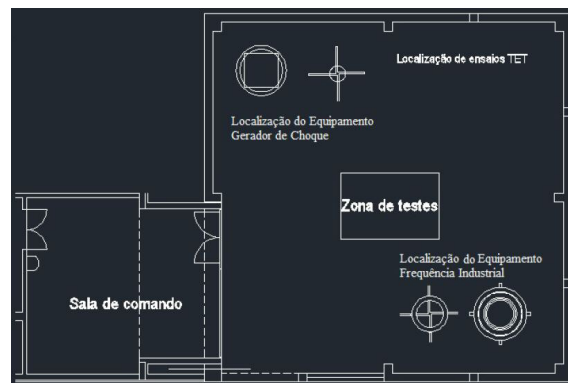 Localização de ensaios TET
Localização do Equipamento
Gerador de Choque
Zona de testes
Localização do Equipamento
Frequência Industrial
Sala de comando